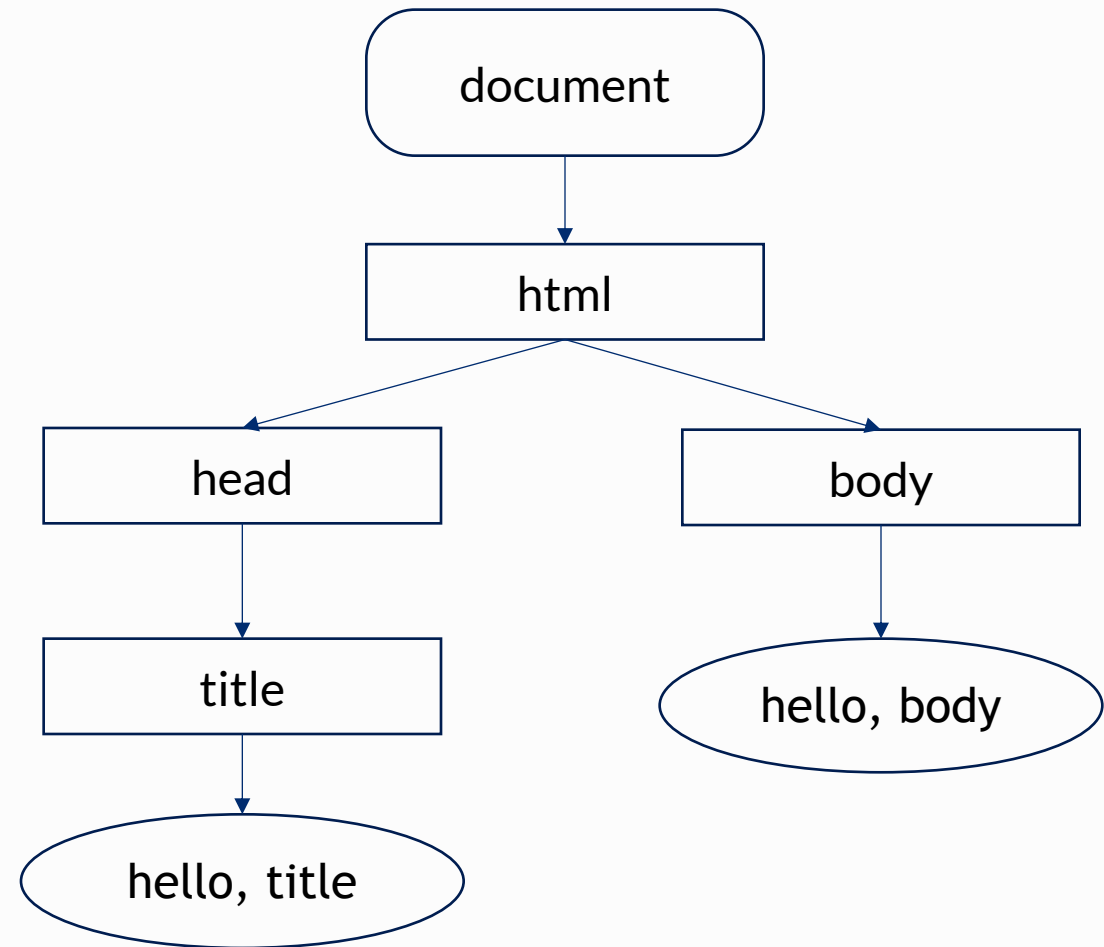 document
html
head
body
title
hello, body
hello, title